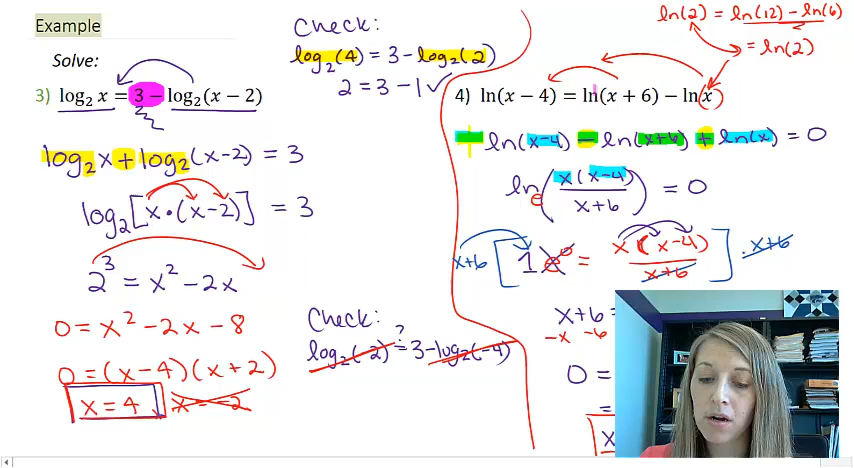 Example
Solve:
3) log₂ x = 3 − log₂(x − 2)
log₂x + log₂(x−2) = 3
log₂[x•(x−2)] = 3
2³ = x² − 2x
0 = x² − 2x − 8
0 = (x−4)(x+2)
x = 4 x = −2
Check:
log₂(4) = 3 − log₂(2)
2 = 3 − 1 ✓
Check:
?
log₂(−2) = 3 − log₂(−4)
ln(2) = ln(12) − ln(6)
= ln(2)
4) ln(x − 4) = ln(x + 6) − ln(x)
+ ln(x−4) − ln(x+6) + ln(x) = 0
lnₑ(x(x−4)/x+6) = 0
x+6 [1 e⁰ = x(x−4)/x+6] · x+6
x+6 =
−x −6
0 =
=
x